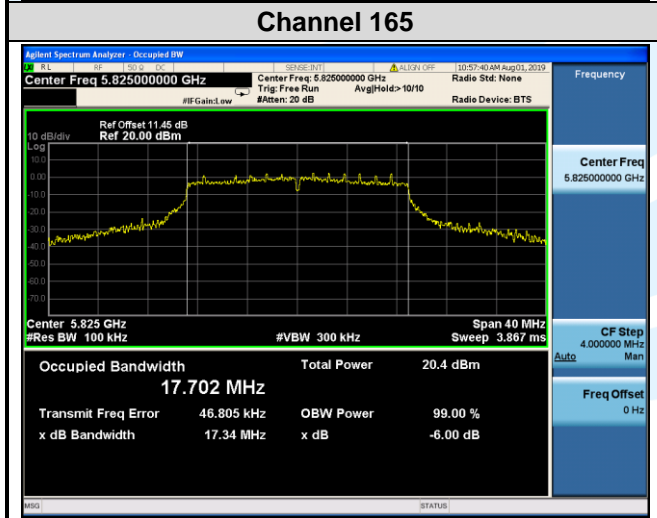 Channel 165
Agilent Spectrum Analyzer - Occupied BW
RL RF 50 Ω DC SENSE:INT ALIGN OFF 10:57:40 AM Aug 01, 2019
Center Freq 5.825000000 GHz
Center Freq: 5.825000000 GHz
Radio Std: None
Trig: Free Run Avg|Hold:> 10/10
#IFGain:Low #Atten: 20 dB Radio Device: BTS
Frequency
Ref Offset 11.45 dB
10 dB/div Ref 20.00 dBm
Log
10.0
0.00
-10.0
-20.0
-30.0
-40.0
-50.0
-60.0
-70.0
Center Freq
5.825000000 GHz
Center 5.825 GHz Span 40 MHz
#Res BW 100 kHz #VBW 300 kHz Sweep 3.867 ms
CF Step
4.000000 MHz
Auto Man
Occupied Bandwidth Total Power 20.4 dBm
17.702 MHz
Transmit Freq Error 46.805 kHz OBW Power 99.00 %
x dB Bandwidth 17.34 MHz x dB -6.00 dB
Freq Offset
0 Hz
MSG STATUS